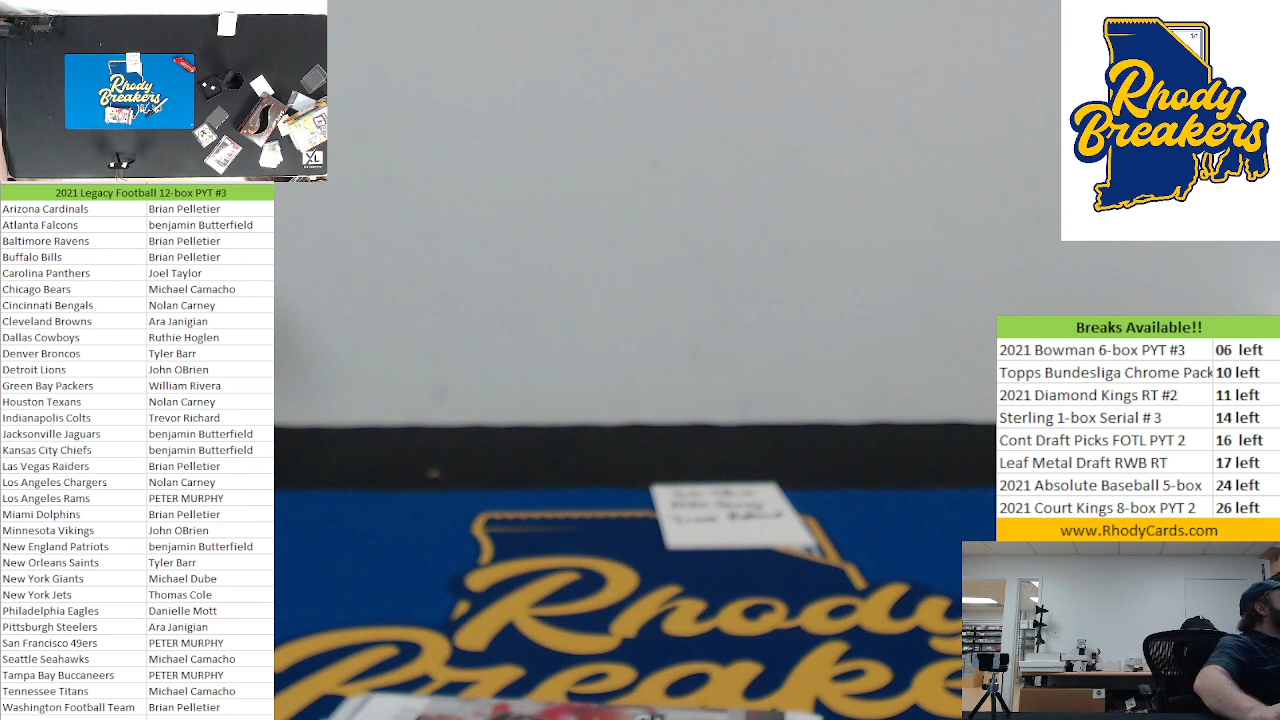 Rhody
Breakers
XL
2021 Legacy Football 12-box PYT #3
Arizona Cardinals Brian Pelletier
Atlanta Falcons benjamin Butterfield
Baltimore Ravens Brian Pelletier
Buffalo Bills Brian Pelletier
Carolina Panthers Joel Taylor
Chicago Bears Michael Camacho
Cincinnati Bengals Nolan Carney
Cleveland Browns Ara Janigian
Dallas Cowboys Ruthie Hoglen
Denver Broncos Tyler Barr
Detroit Lions John OBrien
Green Bay Packers William Rivera
Houston Texans Nolan Carney
Indianapolis Colts Trevor Richard
Jacksonville Jaguars benjamin Butterfield
Kansas City Chiefs benjamin Butterfield
Las Vegas Raiders Brian Pelletier
Los Angeles Chargers Nolan Carney
Los Angeles Rams PETER MURPHY
Miami Dolphins Brian Pelletier
Minnesota Vikings John OBrien
New England Patriots benjamin Butterfield
New Orleans Saints Tyler Barr
New York Giants Michael Dube
New York Jets Thomas Cole
Philadelphia Eagles Danielle Mott
Pittsburgh Steelers Ara Janigian
San Francisco 49ers PETER MURPHY
Seattle Seahawks Michael Camacho
Tampa Bay Buccaneers PETER MURPHY
Tennessee Titans Michael Camacho
Washington Football Team Brian Pelletier
Rhody
Breakers
Rhody
Breakers
Breaks Available!!
2021 Bowman 6-box PYT #3 06 left
Topps Bundesliga Chrome Pack 10 left
2021 Diamond Kings RT #2 11 left
Sterling 1-box Serial # 3 14 left
Cont Draft Picks FOTL PYT 2 16 left
Leaf Metal Draft RWB RT 17 left
2021 Absolute Baseball 5-box 24 left
2021 Court Kings 8-box PYT 2 26 left
www.RhodyCards.com